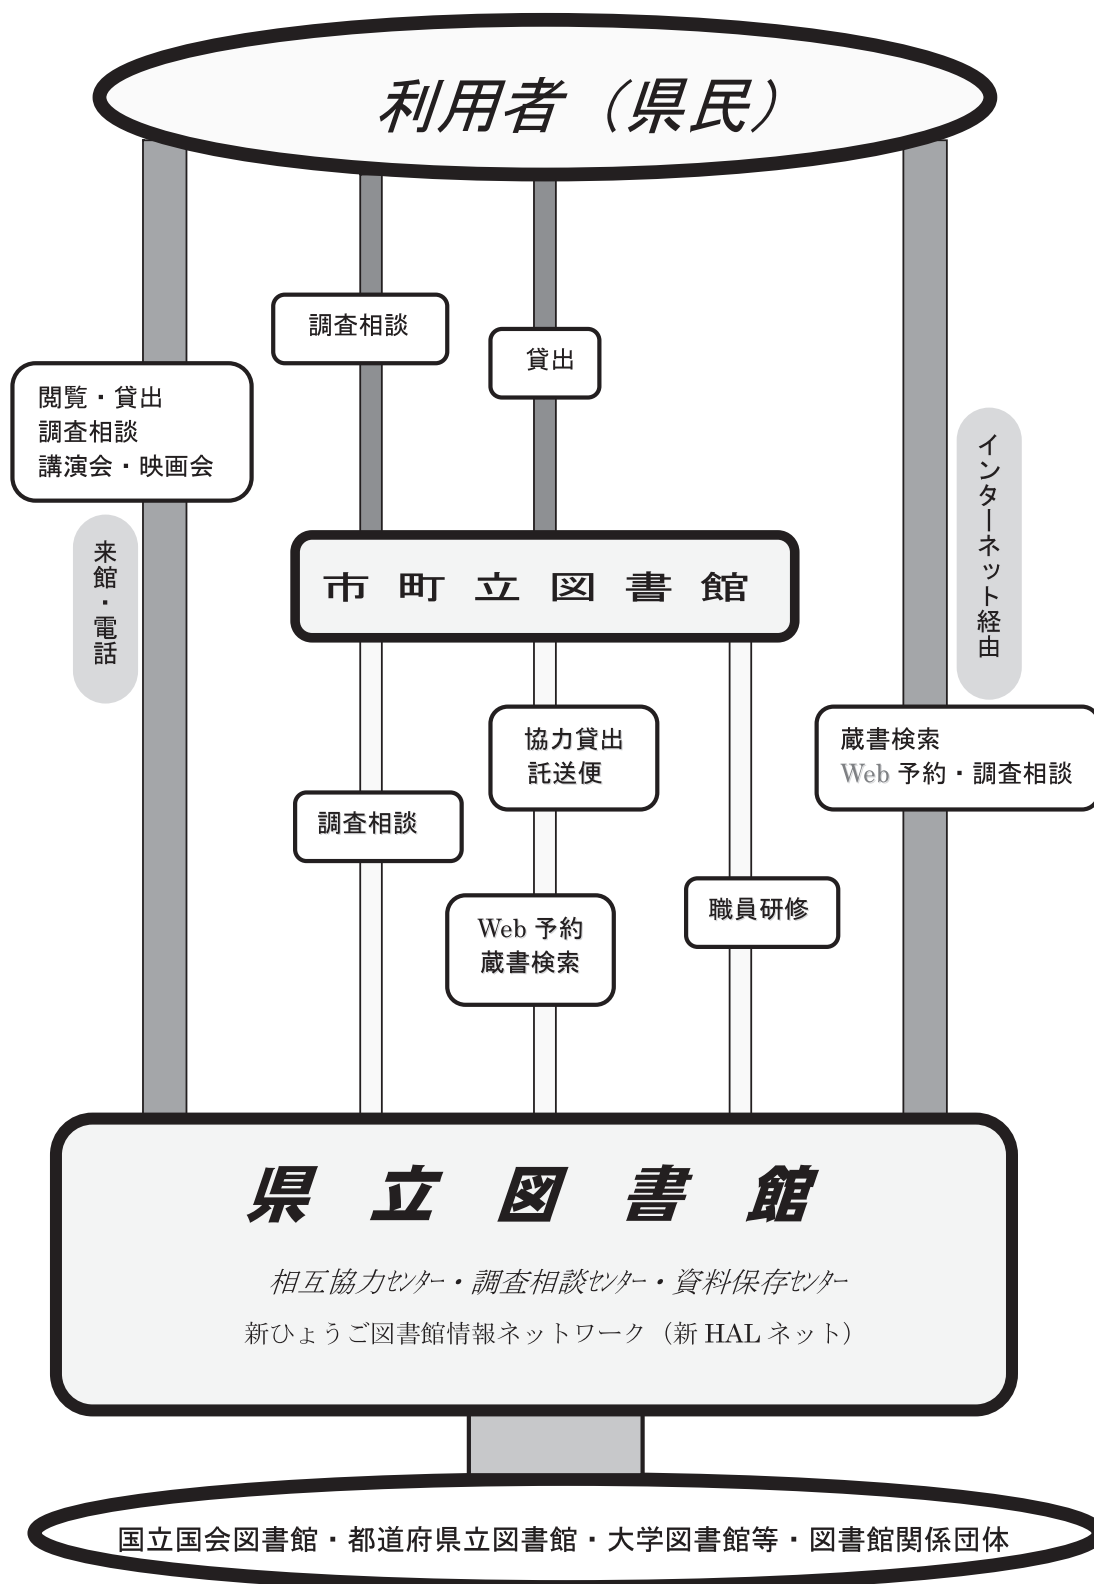 利用者（県民）
調査相談
貸出
閲覧・貸出
調査相談
講演会・映画会
来館・電話
インターネット経由
市町立図書館
協力貸出
託送便
蔵書検索
Web 予約・調査相談
調査相談
職員研修
Web 予約
蔵書検索
県立図書館
相互協力ｾﾝﾀｰ・調査相談ｾﾝﾀｰ・資料保存ｾﾝﾀｰ
新ひょうご図書館情報ネットワーク（新 HAL ネット）
国立国会図書館・都道府県立図書館・大学図書館等・図書館関係団体